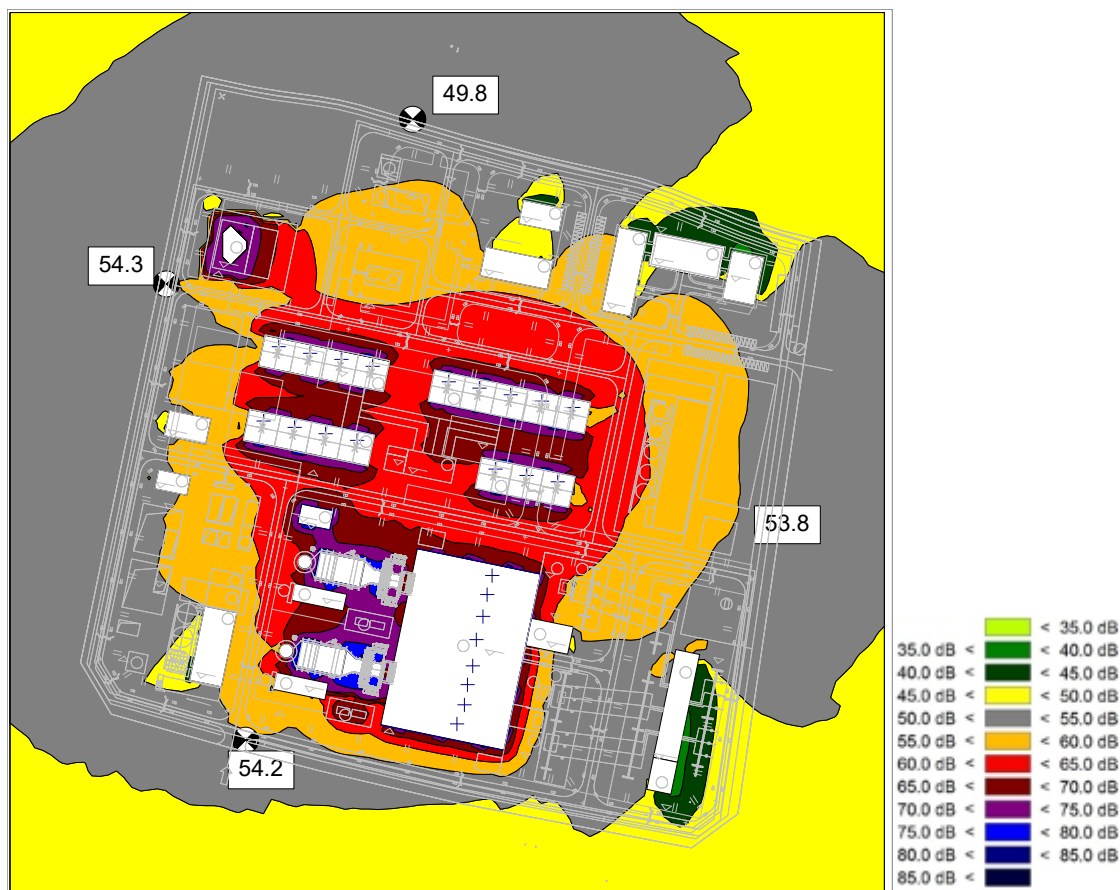 49.8
54.3
53.8
54.2
< 35.0 dB
35.0 dB < < 40.0 dB
40.0 dB < < 45.0 dB
45.0 dB < < 50.0 dB
50.0 dB < < 55.0 dB
55.0 dB < < 60.0 dB
60.0 dB < < 65.0 dB
65.0 dB < < 70.0 dB
70.0 dB < < 75.0 dB
75.0 dB < < 80.0 dB
80.0 dB < < 85.0 dB
85.0 dB <